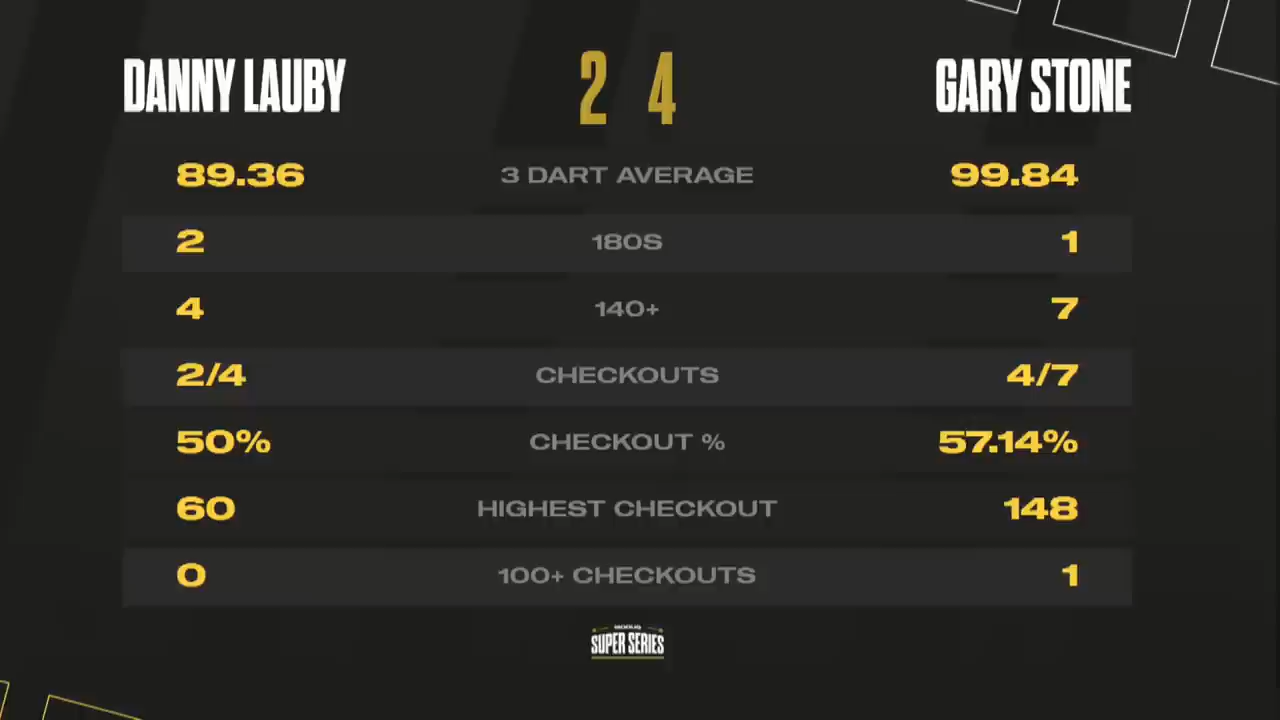 DANNY LAUBY 2 4 GARY STONE
89.36 3 DART AVERAGE 99.84
2 180S 1
4 140+ 7
2/4 CHECKOUTS 4/7
50% CHECKOUT % 57.14%
60 HIGHEST CHECKOUT 148
0 100+ CHECKOUTS 1
MODUS
SUPER SERIES